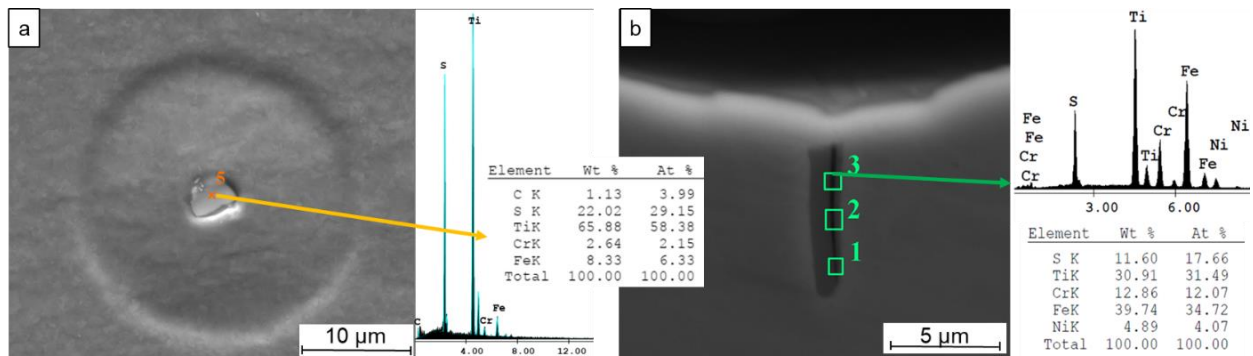 a
S
Ti
S
C
Cr
Fe
4.00 8.00 12.00
10 µm
Element Wt % At %
C K 1.13 3.99
S K 22.02 29.15
TiK 65.88 58.38
CrK 2.64 2.15
FeK 8.33 6.33
Total 100.00 100.00
b
3
2
1
5 µm
Ti
Fe
S
Cr
Cr
Ni
Fe
Fe
Cr
Cr
Ti
Fe
Ni
3.00 6.00
Element Wt % At %
S K 11.60 17.66
TiK 30.91 31.49
CrK 12.86 12.07
FeK 39.74 34.72
NiK 4.89 4.07
Total 100.00 100.00